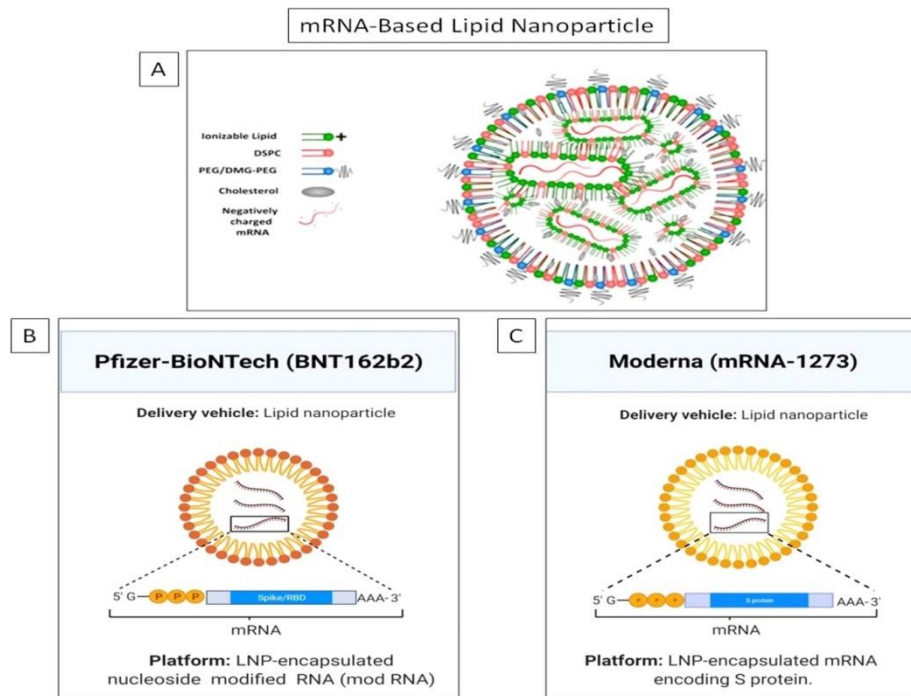 mRNA-Based Lipid Nanoparticle
A
Ionizable Lipid
+
DSPC
PEG/DMG-PEG
Cholesterol
Negatively
charged
mRNA
B
Pfizer-BioNTech (BNT162b2)
Delivery vehicle: Lipid nanoparticle
5' G P P P Spike/RBD AAA-3'
mRNA
Platform: LNP-encapsulated
nucleoside modified RNA (mod RNA)
C
Moderna (mRNA-1273)
Delivery vehicle: Lipid nanoparticle
5' G P P P S protein AAA-3'
mRNA
Platform: LNP-encapsulated mRNA
encoding S protein.